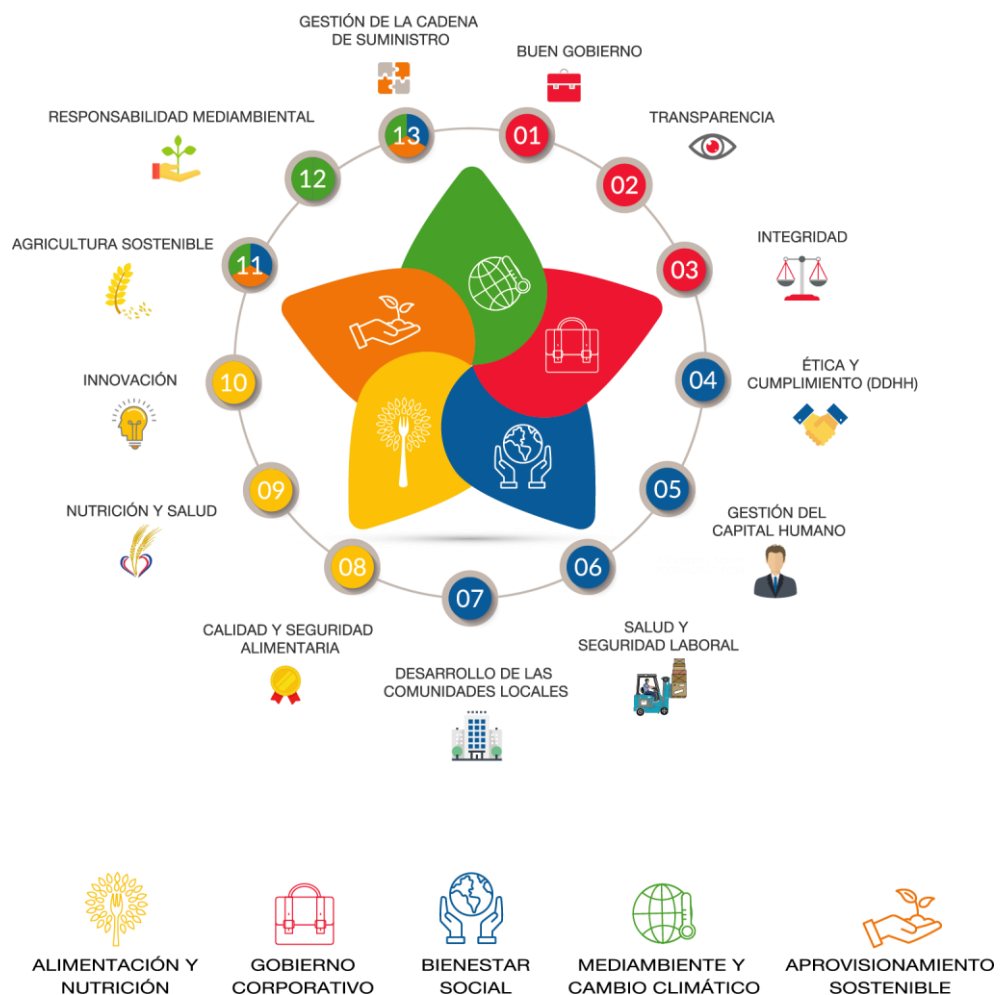 GESTIÓN DE LA CADENA
DE SUMINISTRO
BUEN GOBIERNO
RESPONSABILIDAD MEDIAMBIENTAL
TRANSPARENCIA
13
01
12
02
AGRICULTURA SOSTENIBLE
INTEGRIDAD
11
03
INNOVACIÓN
10
04
ÉTICA Y
CUMPLIMIENTO (DDHH)
09
05
NUTRICIÓN Y SALUD
GESTIÓN DEL
CAPITAL HUMANO
08
06
07
CALIDAD Y SEGURIDAD
ALIMENTARIA
SALUD Y
SEGURIDAD LABORAL
DESARROLLO DE LAS
COMUNIDADES LOCALES
ALIMENTACIÓN Y
NUTRICIÓN
GOBIERNO
CORPORATIVO
BIENESTAR
SOCIAL
MEDIAMBIENTE Y
CAMBIO CLIMÁTICO
APROVISIONAMIENTO
SOSTENIBLE